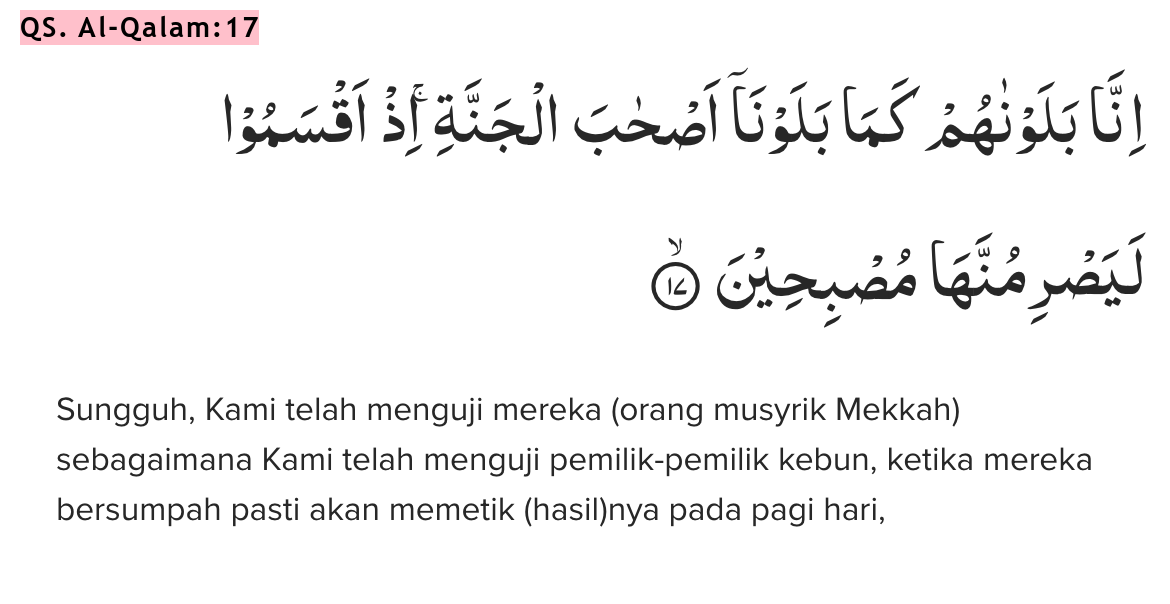 QS. Al-Qalam:17
اِنَّا بَلَوْنٰهُمْ كَمَا بَلَوْنَآ اَصْحٰبَ الْجَنَّةِۚ اِذْ اَقْسَمُوْا
لَيَصْرِمُنَّهَا مُصْبِحِيْنَۙ ١٧
Sungguh, Kami telah menguji mereka (orang musyrik Mekkah)
sebagaimana Kami telah menguji pemilik-pemilik kebun, ketika mereka
bersumpah pasti akan memetik (hasil)nya pada pagi hari,